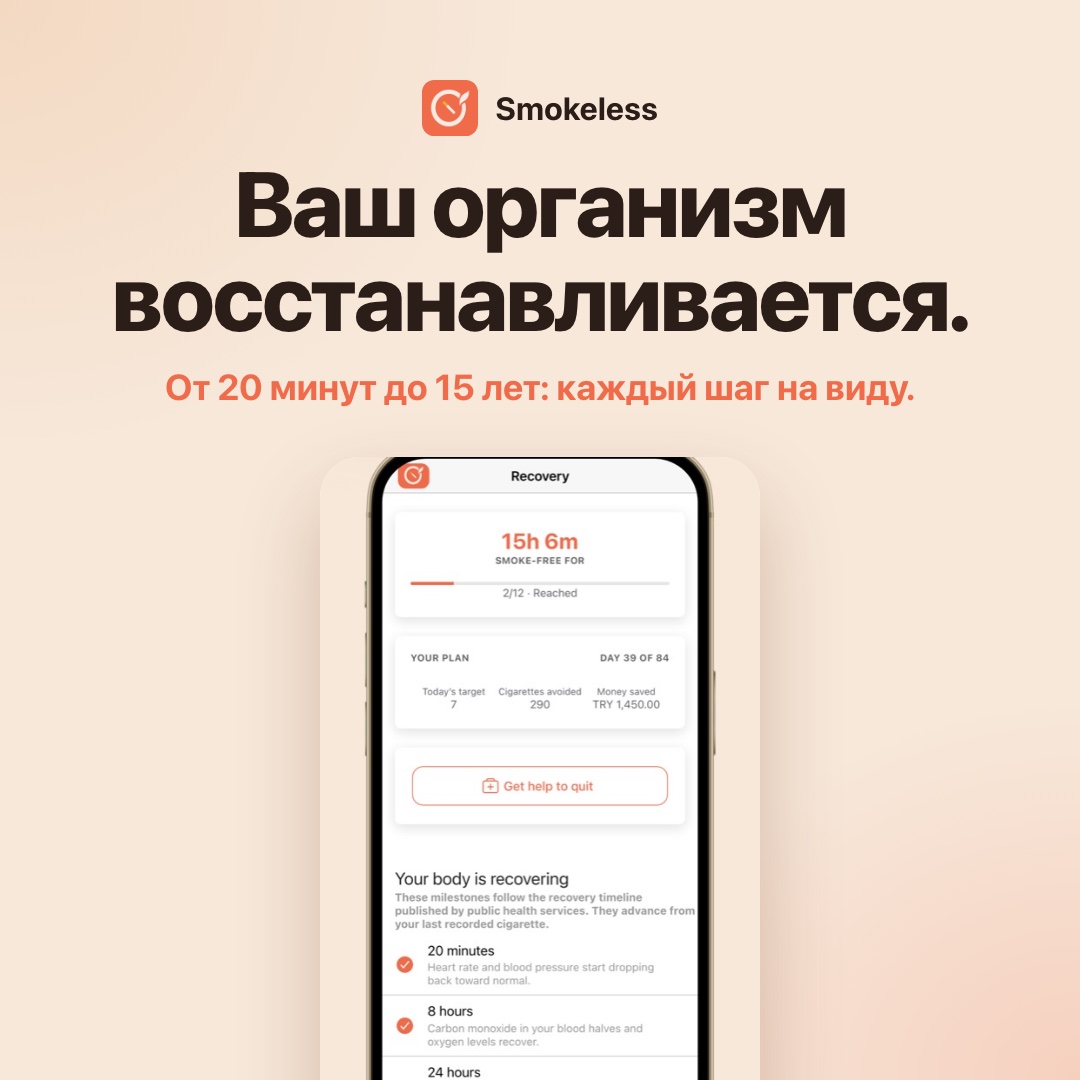 Smokeless
Ваш организм
восстанавливается.
От 20 минут до 15 лет: каждый шаг на виду.
Recovery
15h 6m
SMOKE-FREE FOR
2/12 · Reached
YOUR PLAN DAY 39 OF 84
Today's target Cigarettes avoided Money saved
7 290 TRY 1,450.00
Get help to quit
Your body is recovering
These milestones follow the recovery timeline
published by public health services. They advance from
your last recorded cigarette.
20 minutes
Heart rate and blood pressure start dropping
back toward normal.
8 hours
Carbon monoxide in your blood halves and
oxygen levels recover.
24 hours